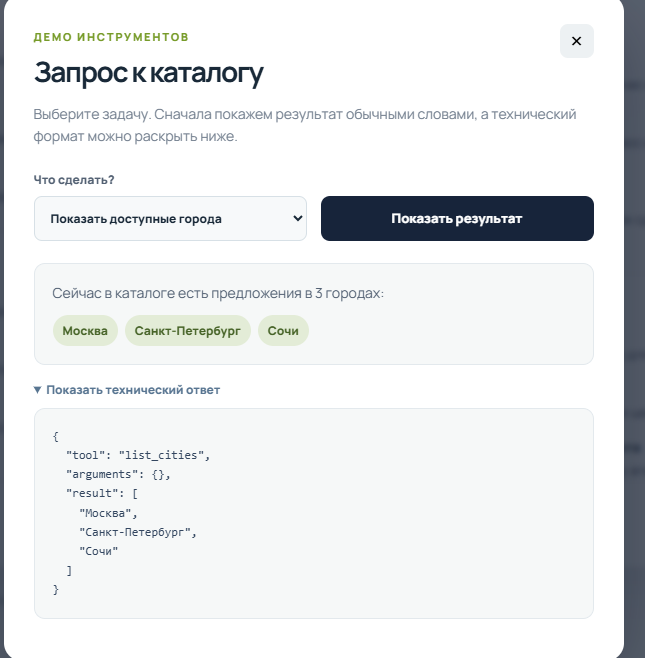 ДЕМО ИНСТРУМЕНТОВ
Запрос к каталогу
Выберите задачу. Сначала покажем результат обычными словами, а технический
формат можно раскрыть ниже.
Что сделать?
Показать доступные города
Показать результат
Сейчас в каталоге есть предложения в 3 городах:
Москва Санкт-Петербург Сочи
▼ Показать технический ответ
{
  "tool": "list_cities",
  "arguments": {},
  "result": [
    "Москва",
    "Санкт-Петербург",
    "Сочи"
  ]
}